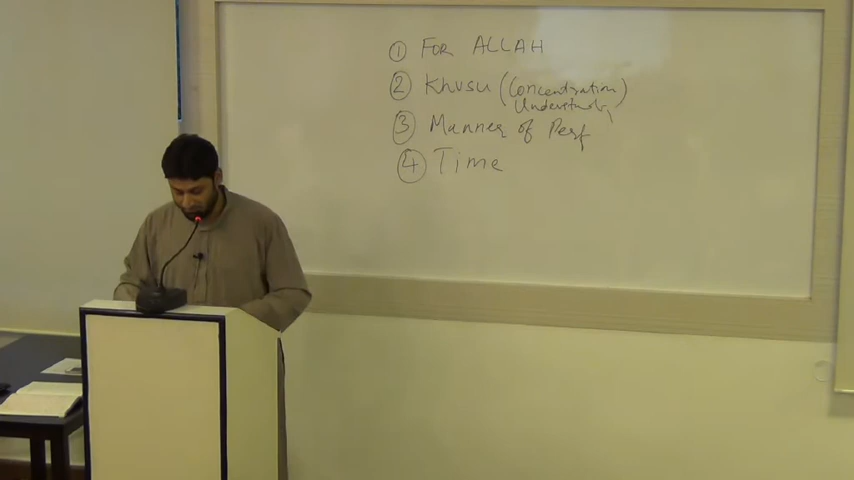 ① FOR ALLAH
② Khusu (Concentration
Understanding)
③ Manner of Perf
④ Time